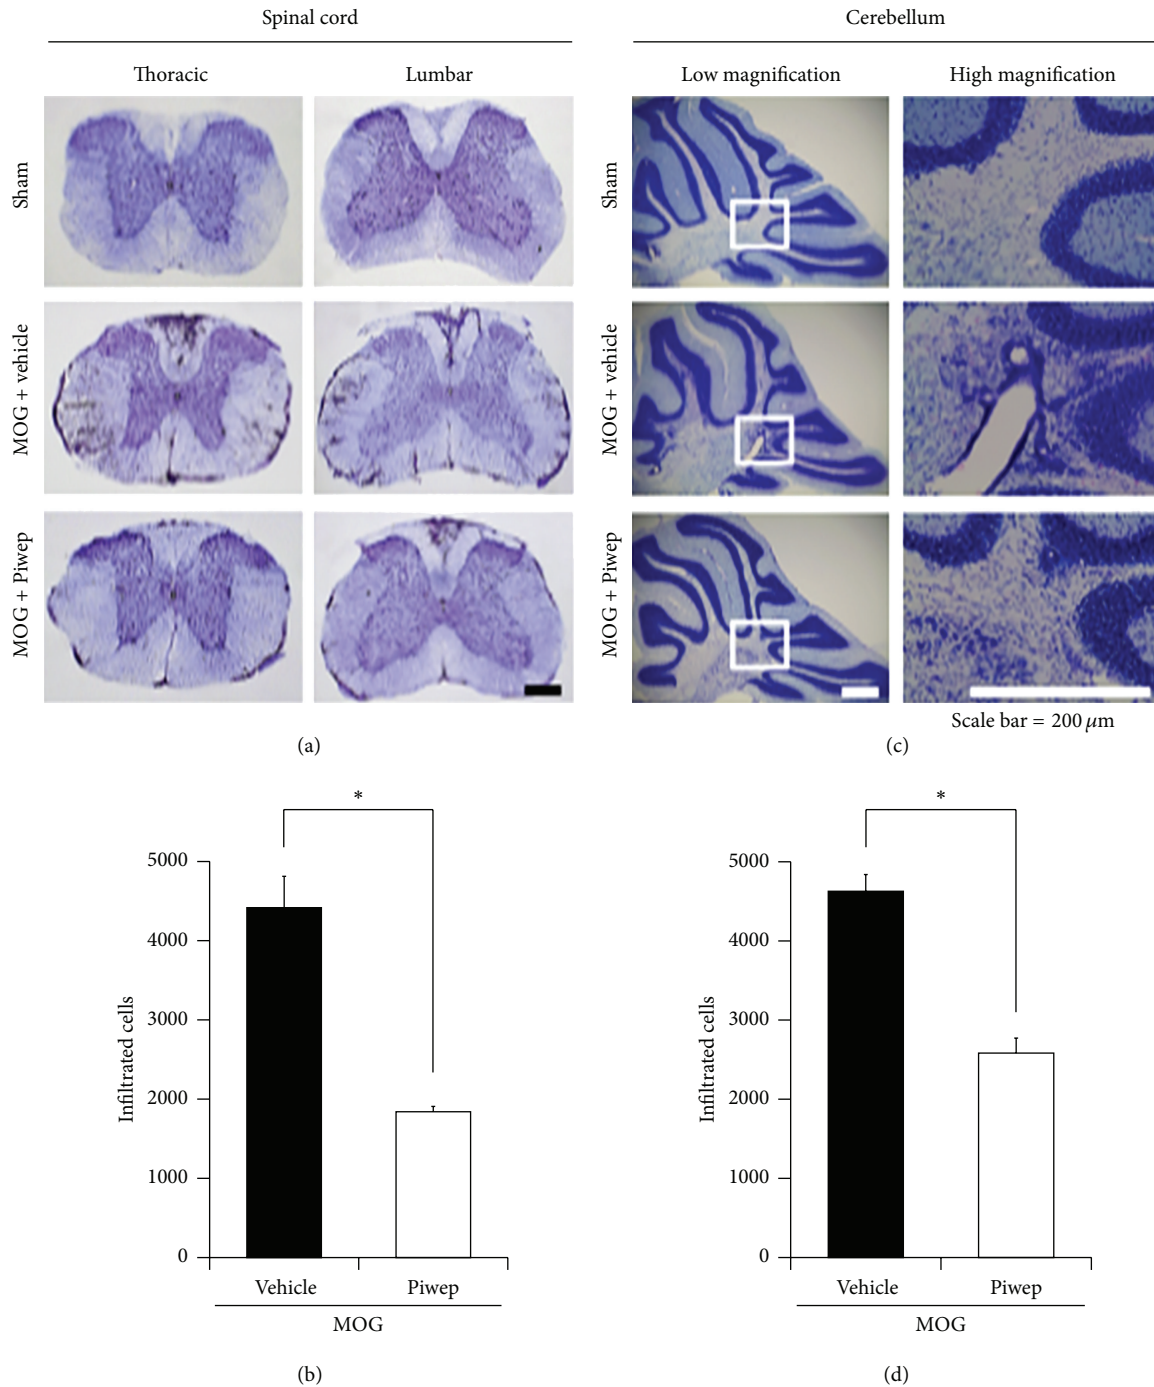 Spinal cord
Thoracic
Lumbar
Sham
MOG + vehicle
MOG + Piwep
(a)
Cerebellum
Low magnification
High magnification
Sham
MOG + vehicle
MOG + Piwep
Scale bar = 200 μm
(c)
*
5000
4000
3000
2000
1000
0
Infiltrated cells
Vehicle
Piwep
MOG
(b)
*
5000
4000
3000
2000
1000
0
Infiltrated cells
Vehicle
Piwep
MOG
(d)